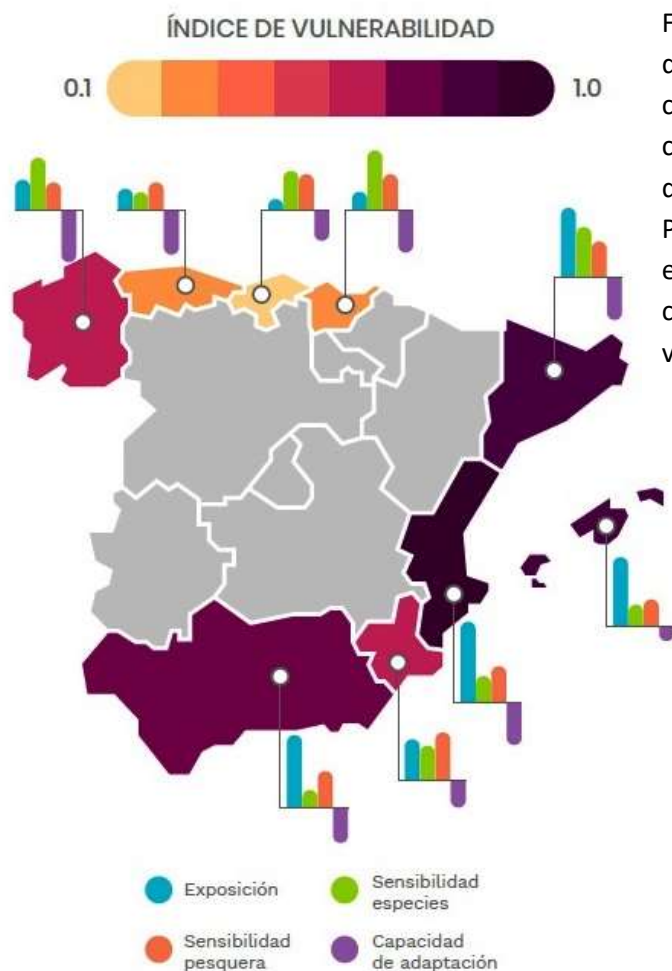 ÍNDICE DE VULNERABILIDAD
0.1
1.0
Exposición
Sensibilidad
especies
Sensibilidad
pesquera
Capacidad
de adaptación